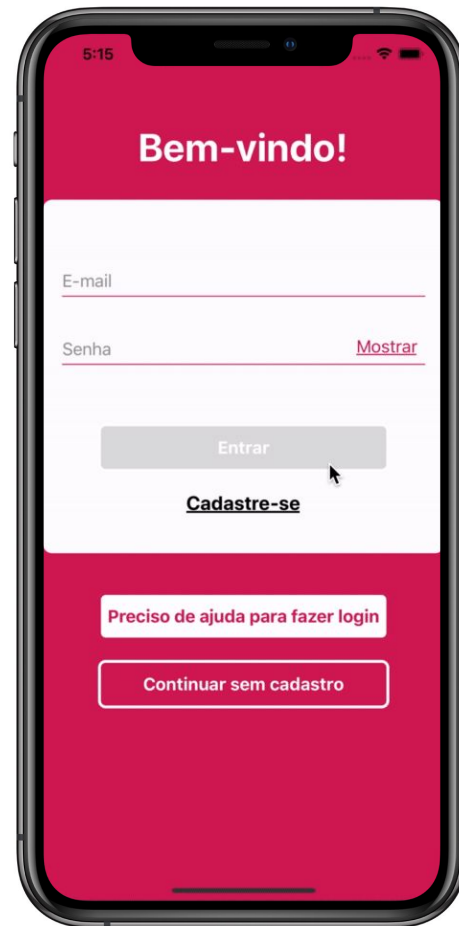 5:15
Bem-vindo!
E-mail
Senha
Mostrar
Entrar
Cadastre-se
Preciso de ajuda para fazer login
Continuar sem cadastro